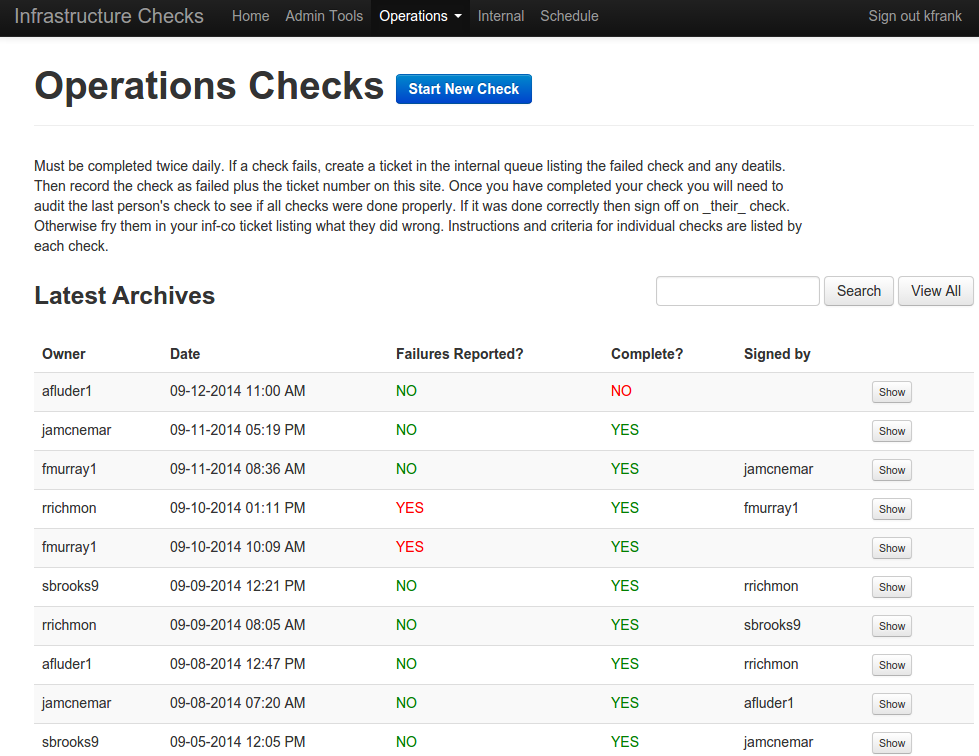 Infrastructure Checks Home Admin Tools Operations Internal Schedule Sign out kfrank
Operations Checks Start New Check
Must be completed twice daily. If a check fails, create a ticket in the internal queue listing the failed check and any deatils.
Then record the check as failed plus the ticket number on this site. Once you have completed your check you will need to
audit the last person's check to see if all checks were done properly. If it was done correctly then sign off on _their_ check.
Otherwise fry them in your inf-co ticket listing what they did wrong. Instructions and criteria for individual checks are listed by
each check.
Latest Archives Search View All
Owner Date Failures Reported? Complete? Signed by
afluder1 09-12-2014 11:00 AM NO NO Show
jamcnemar 09-11-2014 05:19 PM NO YES Show
fmurray1 09-11-2014 08:36 AM NO YES jamcnemar Show
rrichmon 09-10-2014 01:11 PM YES YES fmurray1 Show
fmurray1 09-10-2014 10:09 AM YES YES Show
sbrooks9 09-09-2014 12:21 PM NO YES rrichmon Show
rrichmon 09-09-2014 08:05 AM NO YES sbrooks9 Show
afluder1 09-08-2014 12:47 PM NO YES rrichmon Show
jamcnemar 09-08-2014 07:20 AM NO YES afluder1 Show
sbrooks9 09-05-2014 12:05 PM NO YES jamcnemar Show